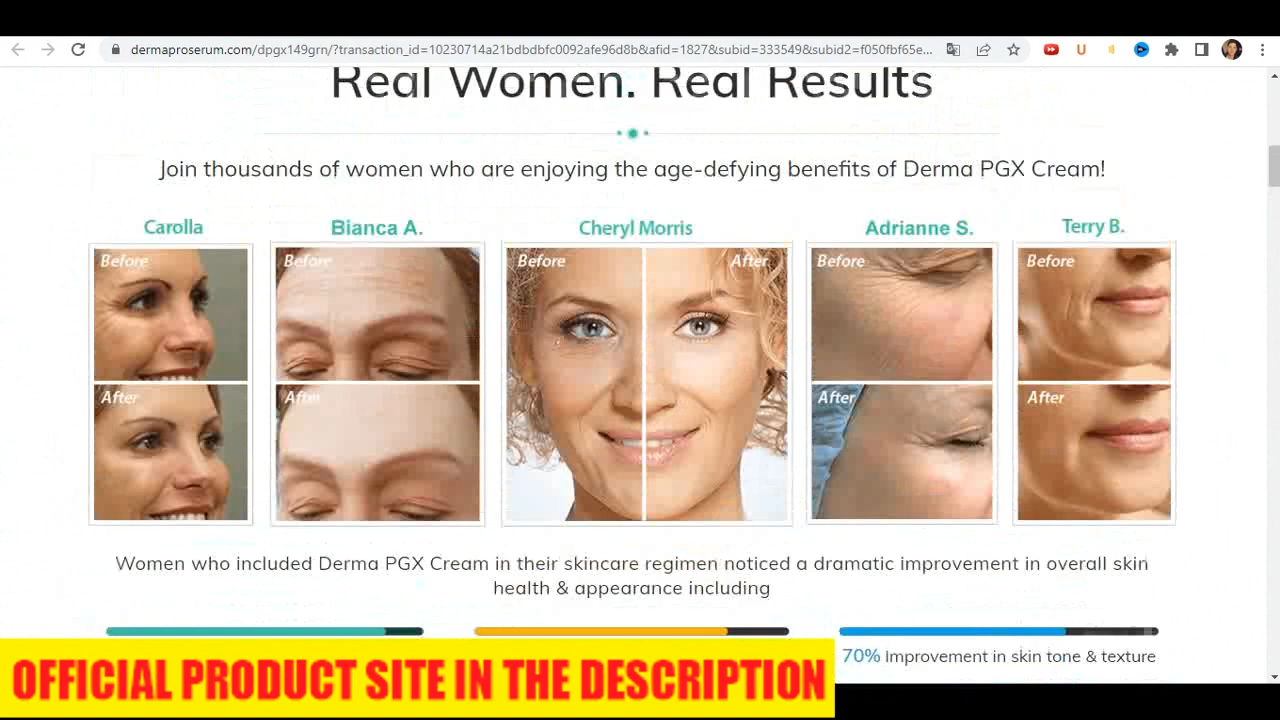 dermaproserum.com/dpgx149grn/?transaction_id=10230714a21bdbdbfc0092afe96d8b&afid=1827&subid=333549&subid2=f050fbf65e...
U
Real Women. Real Results
Join thousands of women who are enjoying the age-defying benefits of Derma PGX Cream!
Carolla
Bianca A.
Cheryl Morris
Adrianne S.
Terry B.
Before
Before
Before
After
Before
Before
After
After
After
After
Women who included Derma PGX Cream in their skincare regimen noticed a dramatic improvement in overall skin
health & appearance including
70% Improvement in skin tone & texture
OFFICIAL PRODUCT SITE IN THE DESCRIPTION